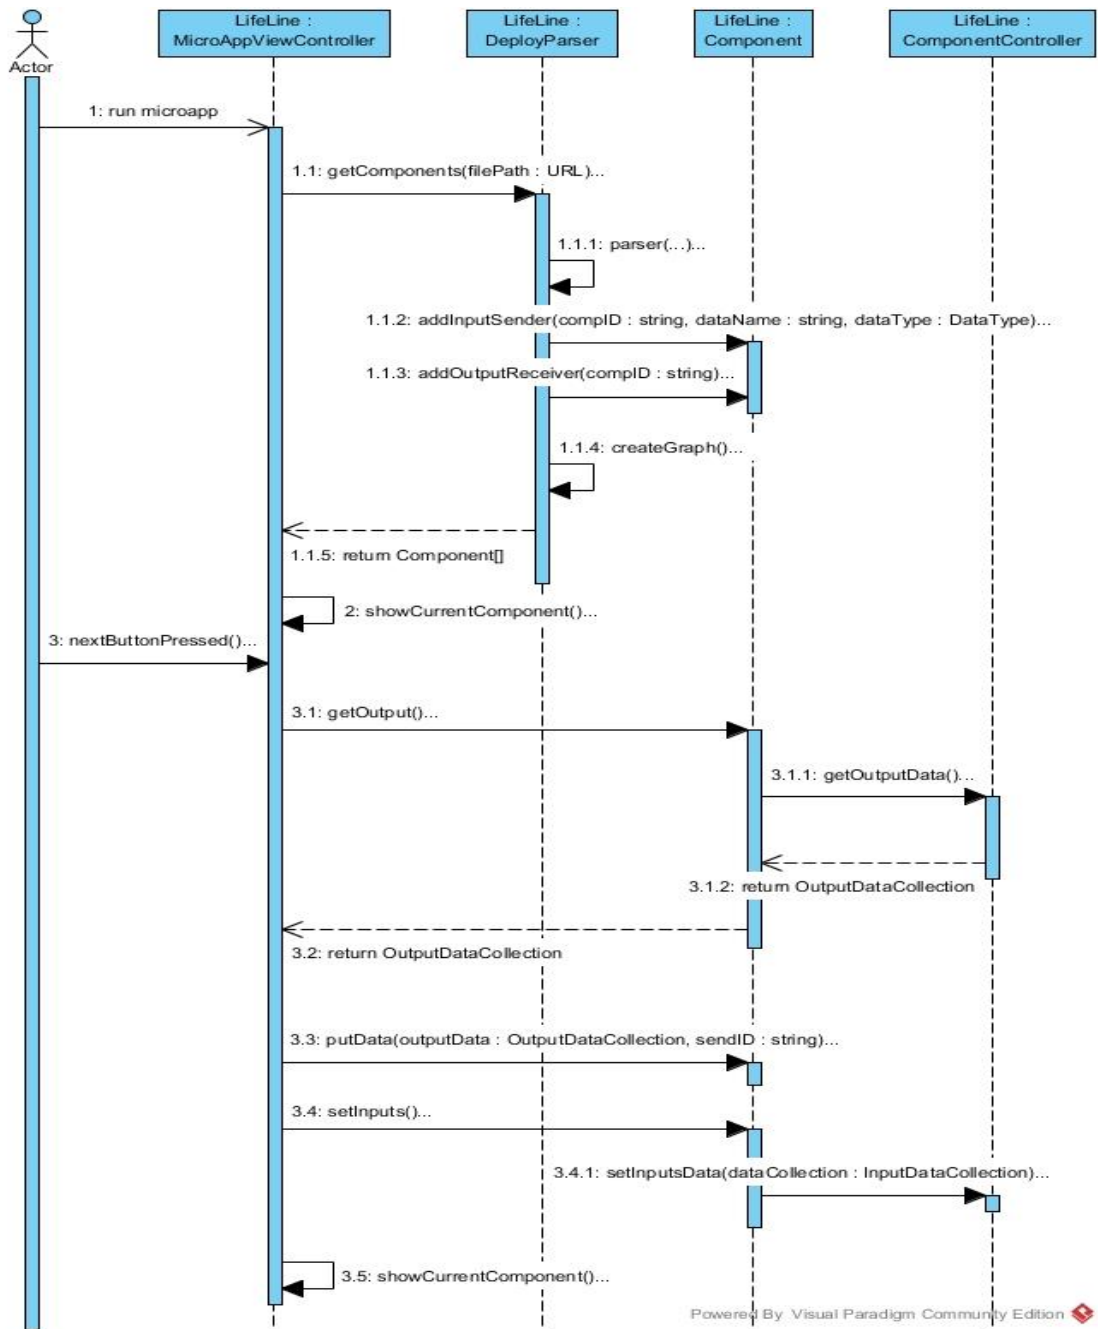 LifeLine :
MicroAppViewController
LifeLine :
DeployParser
LifeLine :
Component
LifeLine :
ComponentController
Actor
1: run microapp
1.1: getComponents(filePath : URL)...
1.1.1: parser(...)...
1.1.2: addInputSender(compID : string, dataName : string, dataType : DataType)...
1.1.3: addOutputReceiver(compID : string)...
1.1.4: createGraph()...
1.1.5: return Component[]
2: showCurrentComponent()...
3: nextButtonPressed()...
3.1: getOutput()...
3.1.1: getOutputData()...
3.1.2: return OutputDataCollection
3.2: return OutputDataCollection
3.3: putData(outputData : OutputDataCollection, sendID : string)...
3.4: setInputs()...
3.4.1: setInputsData(dataCollection : InputDataCollection)...
3.5: showCurrentComponent()...
Powered By Visual Paradigm Community Edition